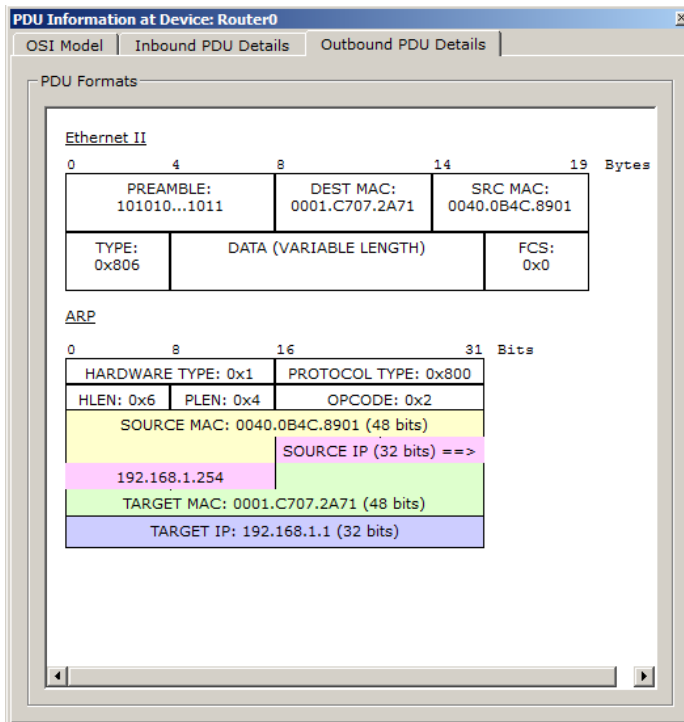 PDU Information at Device: Router0
OSI Model Inbound PDU Details Outbound PDU Details
PDU Formats
Ethernet II
0 4 8 14 19 Bytes
PREAMBLE: DEST MAC: SRC MAC:
101010...1011 0001.C707.2A71 0040.0B4C.8901
TYPE: DATA (VARIABLE LENGTH) FCS:
0x806 0x0
ARP
0 8 16 31 Bits
HARDWARE TYPE: 0x1 PROTOCOL TYPE: 0x800
HLEN: 0x6 PLEN: 0x4 OPCODE: 0x2
SOURCE MAC: 0040.0B4C.8901 (48 bits)
SOURCE IP (32 bits) ==>
192.168.1.254
TARGET MAC: 0001.C707.2A71 (48 bits)
TARGET IP: 192.168.1.1 (32 bits)